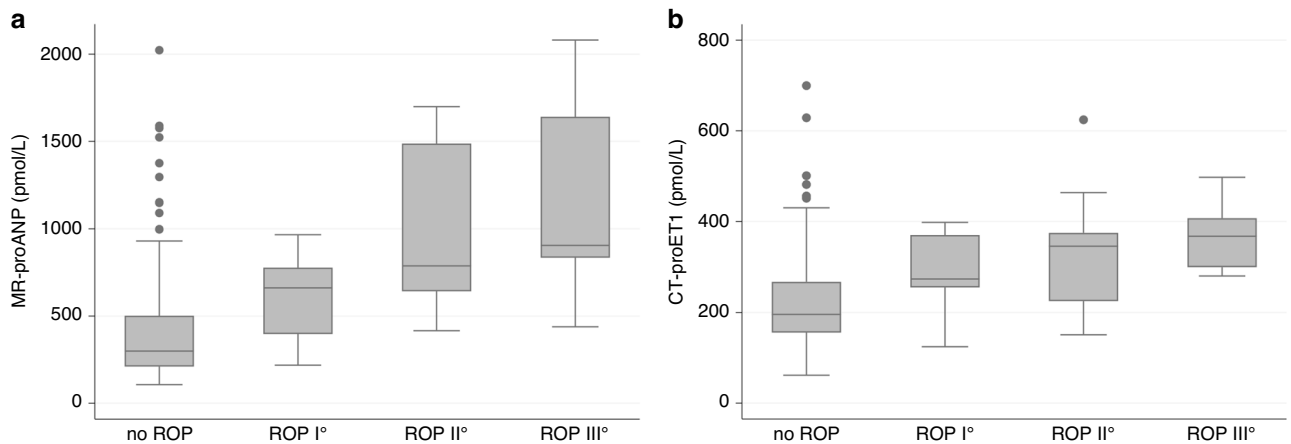 a
MR-proANP (pmol/L)
2000
1500
1000
500
0
no ROP ROP I° ROP II° ROP III°
b
CT-proET1 (pmol/L)
800
600
400
200
0
no ROP ROP I° ROP II° ROP III°